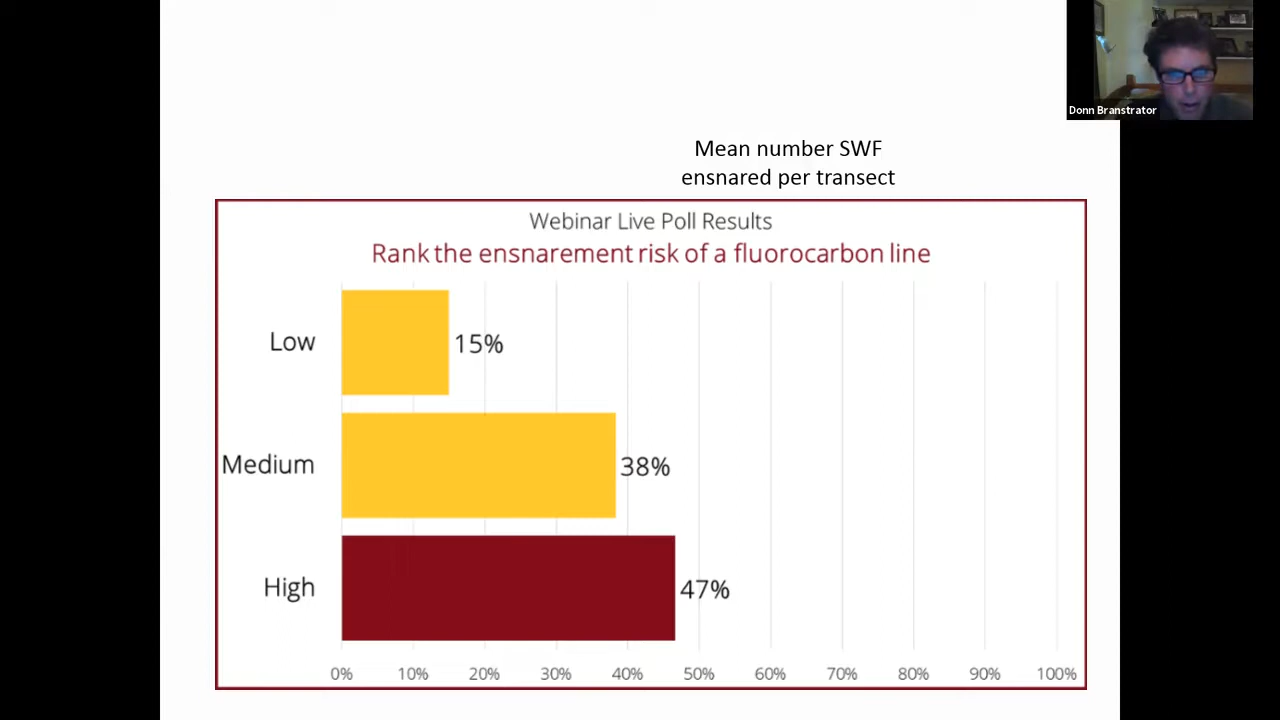 Donn Branstrator
Mean number SWF
ensnared per transect
Webinar Live Poll Results
Rank the ensnarement risk of a fluorocarbon line
Low 15%
Medium 38%
High 47%
0% 10% 20% 30% 40% 50% 60% 70% 80% 90% 100%